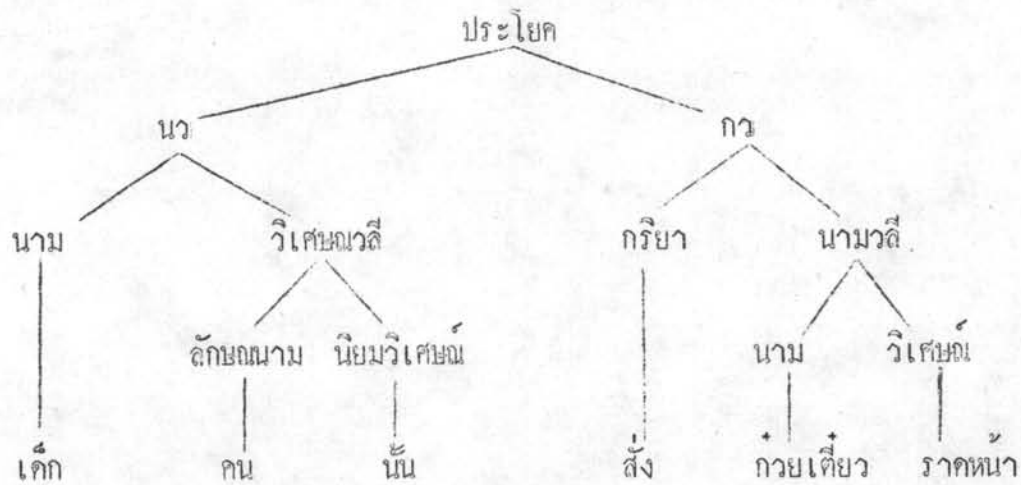 ประโยค
นว กว
นาม วิเศษณวลี กริยา นามวลี
ลักษณนาม นิยมวิเศษณ์ นาม วิเศษณ์
เด็ก คน นั้น สั่ง ก๋วยเตี๋ยว ราดหน้า